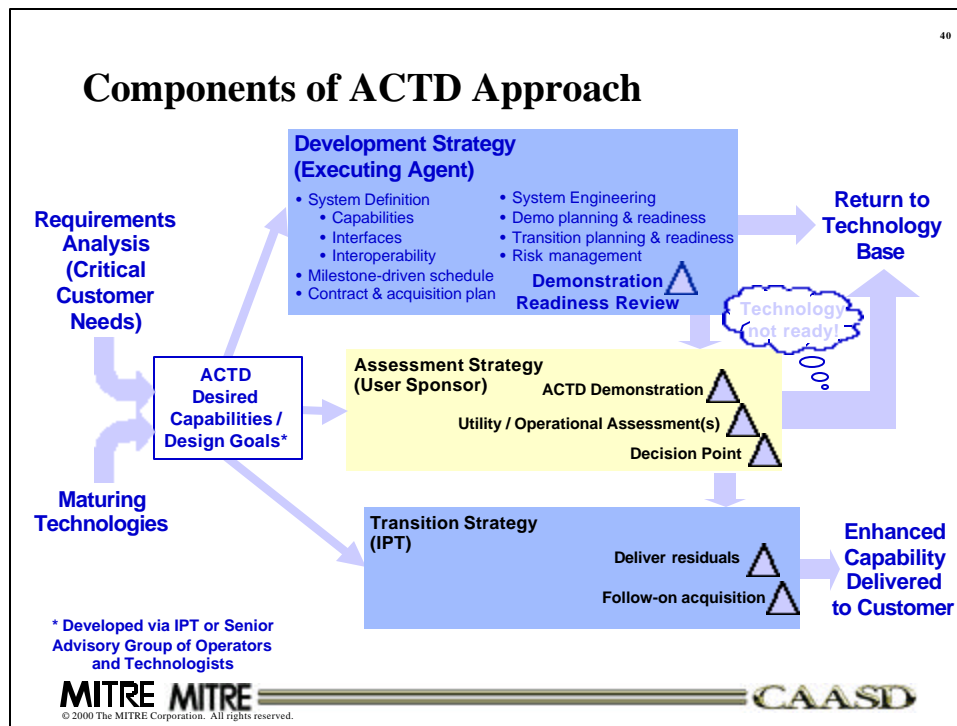 40
Components of ACTD Approach
Development Strategy
(Executing Agent)
• System Definition
• Capabilities
• Interfaces
• Interoperability
• Milestone-driven schedule
• Contract & acquisition plan
• System Engineering
• Demo planning & readiness
• Transition planning & readiness
• Risk management
Demonstration
Readiness Review
Requirements
Analysis
(Critical
Customer
Needs)
Return to
Technology
Base
Technology
not ready!
ACTD
Desired
Capabilities /
Design Goals*
Assessment Strategy
(User Sponsor)
ACTD Demonstration
Utility / Operational Assessment(s)
Decision Point
Maturing
Technologies
Transition Strategy
(IPT)
Deliver residuals
Follow-on acquisition
Enhanced
Capability
Delivered
to Customer
* Developed via IPT or Senior
Advisory Group of Operators
and Technologists
MITRE MITRE CAASD
© 2000 The MITRE Corporation. All rights reserved.